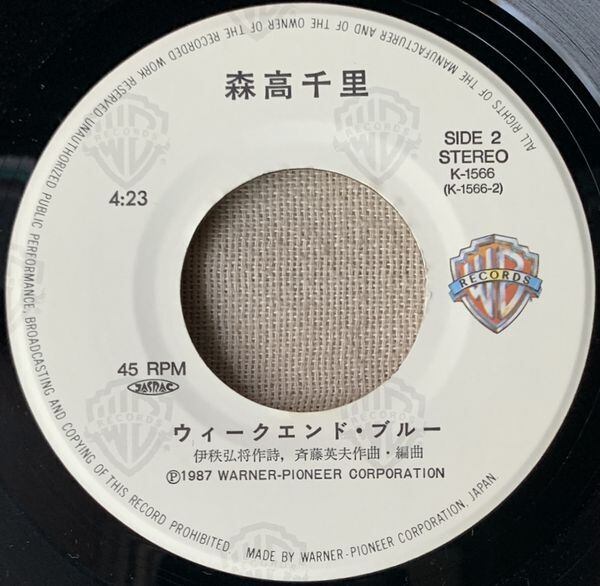 森高千里
SIDE 2
STEREO
K-1566
(K-1566-2)
4:23
WB
RECORDS
45 RPM
JASRAC
ウィークエンド・ブルー
伊秩弘将作詩，斉藤英夫作曲・編曲
Ⓟ1987 WARNER-PIONEER CORPORATION
ALL RIGHTS OF THE MANUFACTURER AND OF THE OWNER OF THE RECORDED WORK RESERVED UNAUTHORIZED PUBLIC PERFORMANCE, BROADCASTING AND COPYING OF THIS RECORD PROHIBITED
MADE BY WARNER-PIONEER CORPORATION, JAPAN.